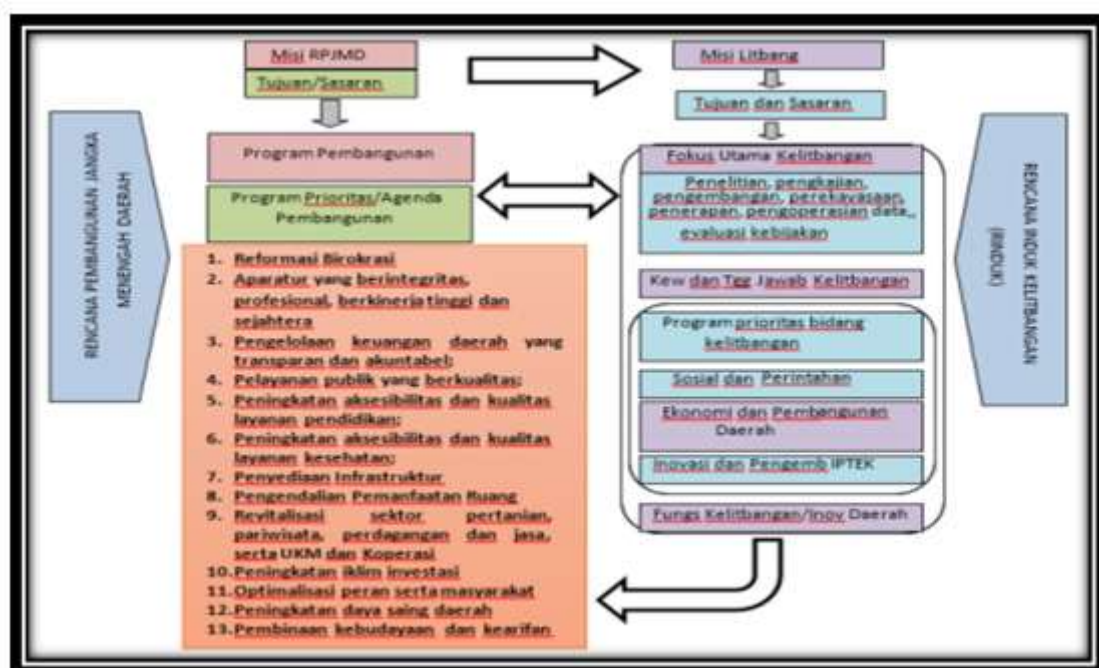 RENCANA PEMBANGUNAN JANGKA
MENENGAH DAERAH
Misi RPJMD
Tujuan/Sasaran
Program Pembangunan
Program Prioritas/Agenda
Pembangunan
1. Reformasi Birokrasi
2. Aparatur yang berintegritas,
profesional, berkinerja tinggi dan
sejahtera
3. Pengelolaan keuangan daerah yang
transparan dan akuntabel;
4. Pelayanan publik yang berkualitas;
5. Peningkatan aksesibilitas dan kualitas
layanan pendidikan;
6. Peningkatan aksesibilitas dan kualitas
layanan kesehatan;
7. Penyediaan Infrastruktur
8. Pengendalian Pemanfaatan Ruang
9. Revitalisasi sektor pertanian,
pariwisata, perdagangan dan jasa,
serta UKM dan Koperasi
10. Peningkatan iklim investasi
11. Optimalisasi peran serta masyarakat
12. Peningkatan daya saing daerah
13. Pembinaan kebudayaan dan kearifan
Misi Litbang
Tujuan dan Sasaran
Fokus Utama Kelitbangan
Penelitian, pengkajian,
pengembangan, perekayasaan,
penerapan, pengoperasian data,
evaluasi kebijakan
Kew dan Tgg Jawab Kelitbangan
Program prioritas bidang
kelitbangan
Sosial dan Perintahan
Ekonomi dan Pembangunan
Daerah
Inovasi dan Pengemb IPTEK
Fungs Kelitbangan/Inov Daerah
RENCANA INDUK KELITBANGAN
(RINDUK)